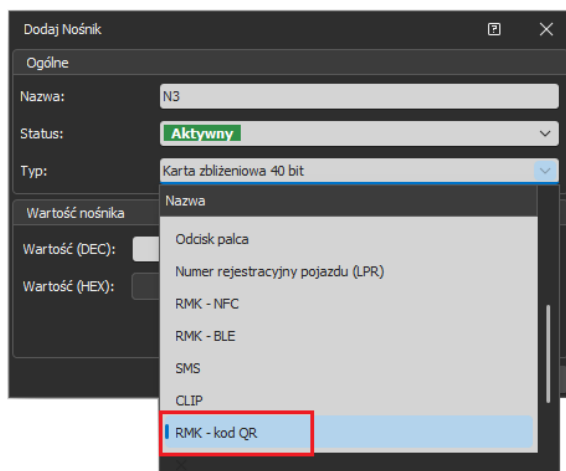 Dodaj Nośnik
Ogólne
Nazwa: N3
Status: Aktywny
Typ: Karta zbliżeniowa 40 bit
Nazwa
Wartość nośnika
Odcisk palca
Wartość (DEC):
Numer rejestracyjny pojazdu (LPR)
Wartość (HEX):
RMK - NFC
RMK - BLE
SMS
CLIP
RMK - kod QR